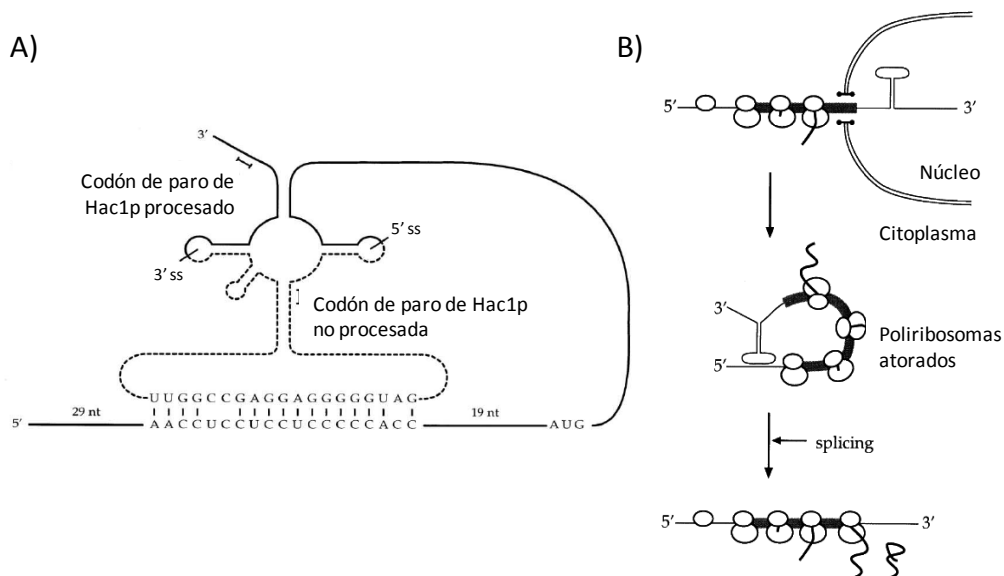 A)
3'
Codón de paro de
Hac1p procesado
5' ss
3' ss
Codón de paro de Hac1p
no procesada
UUGGCCGAGGAGGGGGUAG
29 nt
19 nt
5'
AACCUCCUCCUCCCCCACC
AUG
B)
5'
3'
Núcleo
Citoplasma
3'
5'
Poliribosomas
atorados
splicing
5'
3'